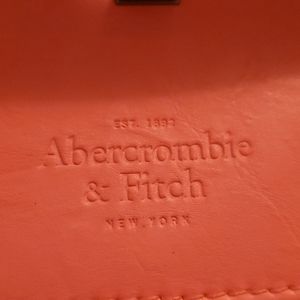 EST. 1892
Abercrombie
& Fitch
NEW YORK